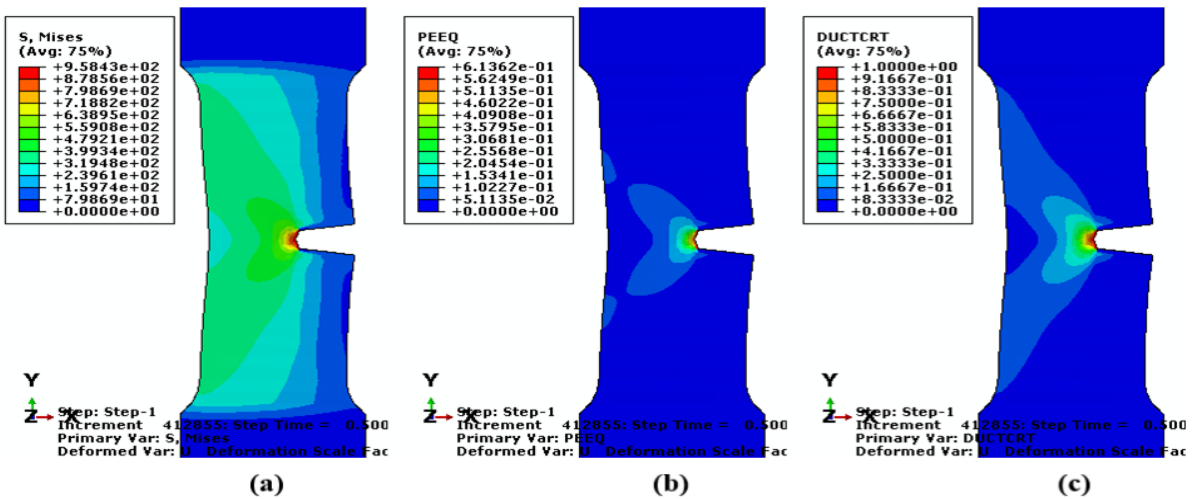 S, Mises
(Avg: 75%)
+9.5843e+02
+8.7856e+02
+7.9869e+02
+7.1882e+02
+6.3895e+02
+5.5908e+02
+4.7921e+02
+3.9934e+02
+3.1948e+02
+2.3961e+02
+1.5974e+02
+7.9869e+01
+0.0000e+00
Y
Z X
Step: Step-1
Increment 412855: Step Time = 0.500
Primary Var: S, Mises
Deformed Var: U Deformation Scale Fac
(a)
PEEQ
(Avg: 75%)
+6.1362e-01
+5.6249e-01
+5.1135e-01
+4.6022e-01
+4.0908e-01
+3.5795e-01
+3.0681e-01
+2.5568e-01
+2.0454e-01
+1.5341e-01
+1.0227e-01
+5.1135e-02
+0.0000e+00
Y
Z X
Step: Step-1
Increment 412855: Step Time = 0.500
Primary Var: PEEQ
Deformed Var: U Deformation Scale Fac
(b)
DUCTCRT
(Avg: 75%)
+1.0000e+00
+9.1667e-01
+8.3333e-01
+7.5000e-01
+6.6667e-01
+5.8333e-01
+5.0000e-01
+4.1667e-01
+3.3333e-01
+2.5000e-01
+1.6667e-01
+8.3333e-02
+0.0000e+00
Y
Z X
Step: Step-1
Increment 412855: Step Time = 0.500
Primary Var: DUCTCRT
Deformed Var: U Deformation Scale Fac
(c)